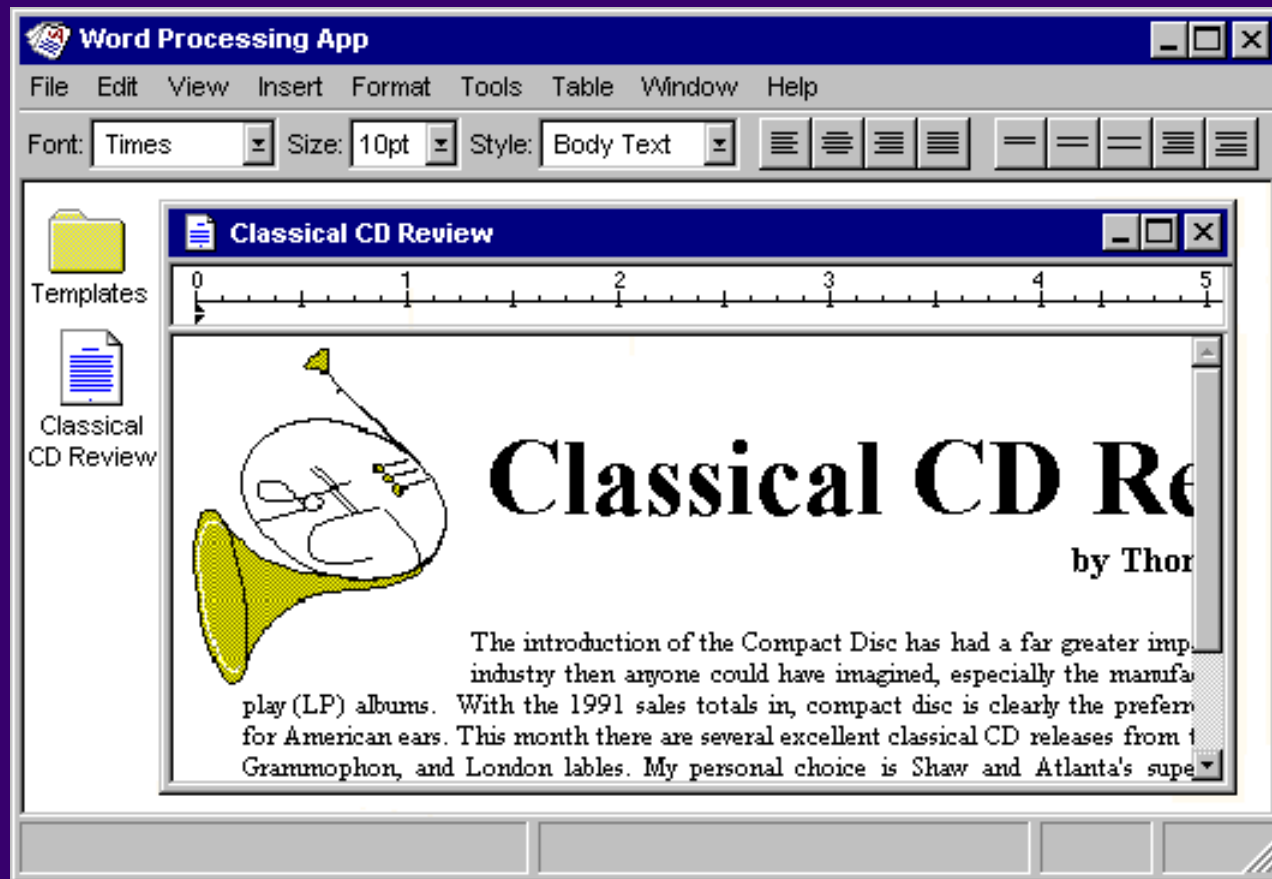 Word Processing App
File Edit View Insert Format Tools Table Window Help
Font: Times Size: 10pt Style: Body Text
Templates
Classical
CD Review
Classical CD Review
0 1 2 3 4 5
Classical CD Re
by Thor
The introduction of the Compact Disc has had a far greater imp
industry then anyone could have imagined, especially the manufa
play (LP) albums. With the 1991 sales totals in, compact disc is clearly the preferr
for American ears. This month there are several excellent classical CD releases from t
Grammophon, and London lables. My personal choice is Shaw and Atlanta's supe